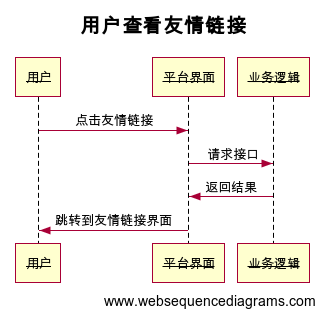 用户查看友情链接
用户 平台界面 业务逻辑
点击友情链接
请求接口
返回结果
跳转到友情链接界面
用户 平台界面 业务逻辑
www.websequencediagrams.com